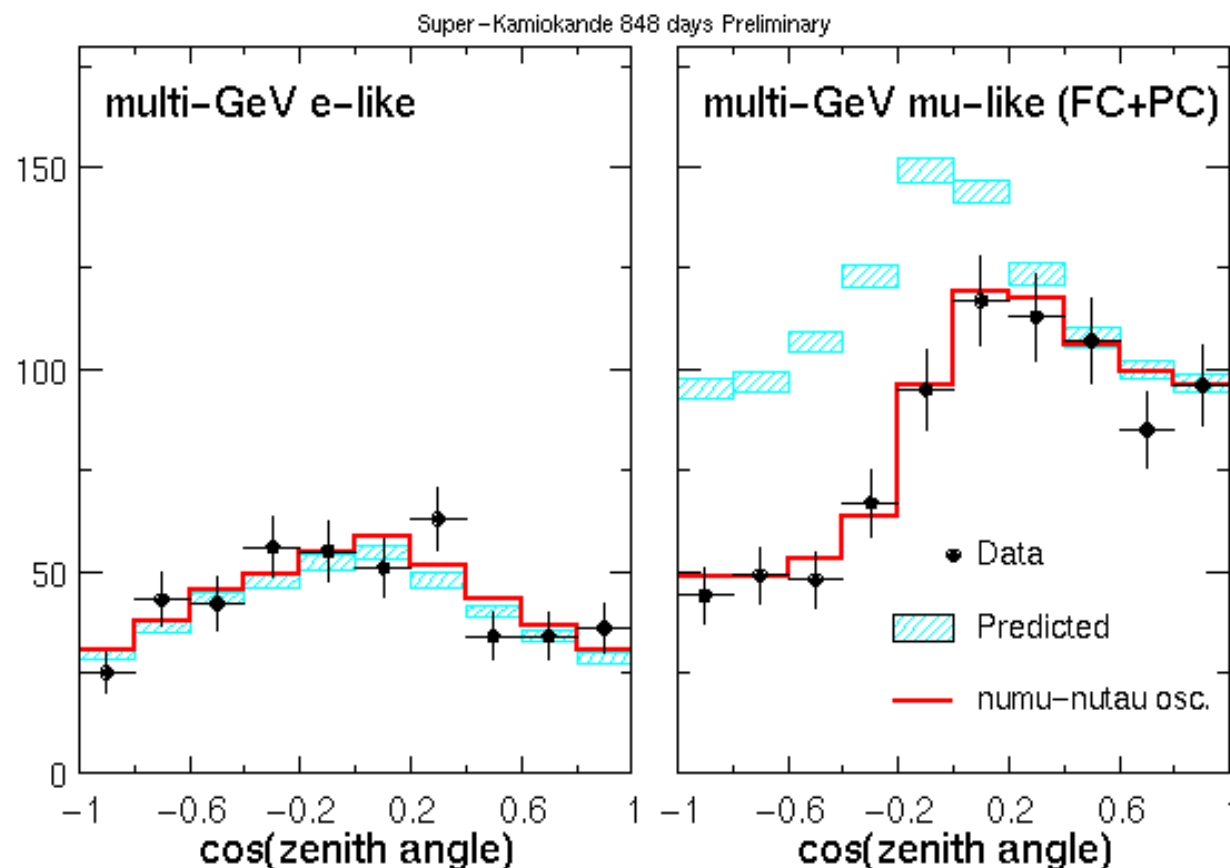 Super-Kamiokande 848 days Preliminary
multi-GeV e-like
multi-GeV mu-like (FC+PC)
150
100
50
0
Data
Predicted
numu-nutau osc.
-1 -0.6 -0.2 0.2 0.6 1
-1 -0.6 -0.2 0.2 0.6 1
cos(zenith angle)
cos(zenith angle)